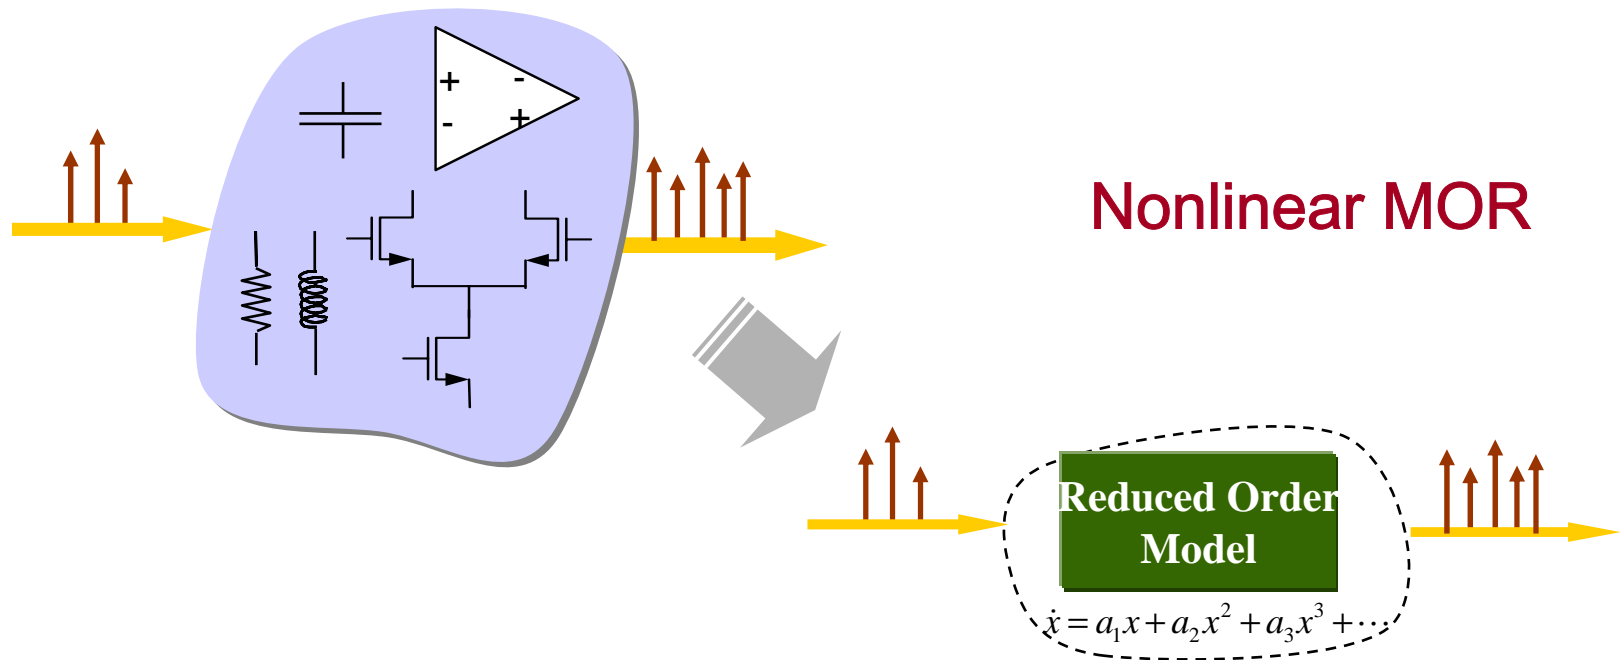 + -
- +
Nonlinear MOR
Reduced Order
Model
ẋ = a₁x + a₂x² + a₃x³ + ⋯